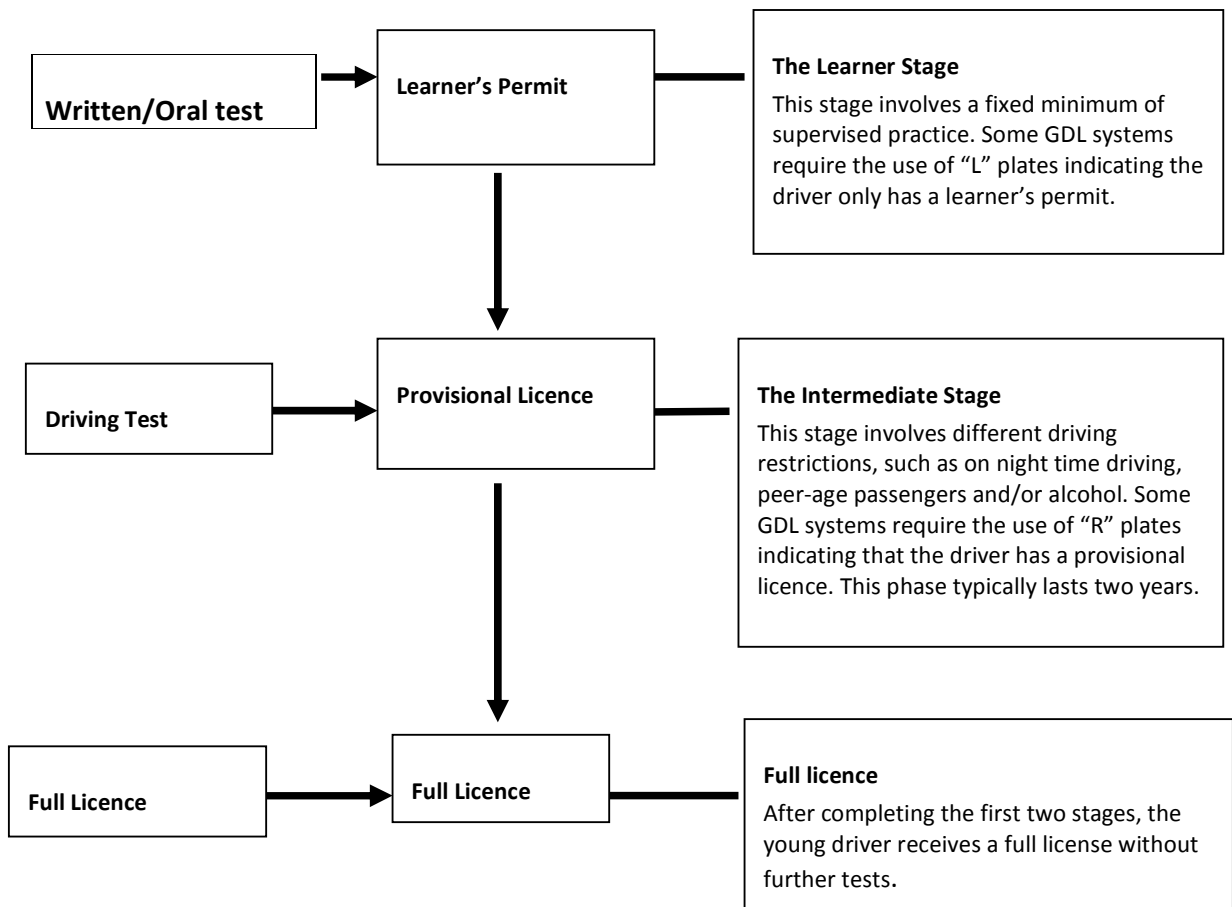 Written/Oral test
Learner’s Permit
The Learner Stage
This stage involves a fixed minimum of
supervised practice. Some GDL systems
require the use of “L” plates indicating the
driver only has a learner’s permit.
Driving Test
Provisional Licence
The Intermediate Stage
This stage involves different driving
restrictions, such as on night time driving,
peer-age passengers and/or alcohol. Some
GDL systems require the use of “R” plates
indicating that the driver has a provisional
licence. This phase typically lasts two years.
Full Licence
Full Licence
Full licence
After completing the first two stages, the
young driver receives a full license without
further tests.